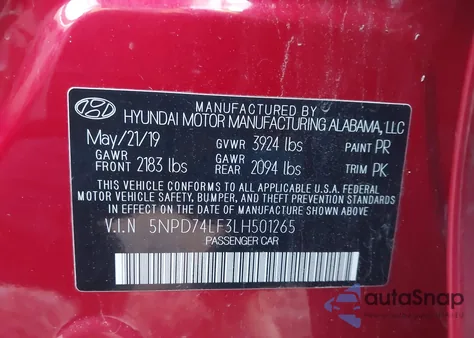 MANUFACTURED BY
HYUNDAI MOTOR MANUFACTURING ALABAMA, LLC
May/21/19 GVWR 3924 lbs PAINT PR
GAWR FRONT 2183 lbs GAWR REAR 2094 lbs TRIM PK
THIS VEHICLE CONFORMS TO ALL APPLICABLE U.S.A. FEDERAL
MOTOR VEHICLE SAFETY, BUMPER, AND THEFT PREVENTION
STANDARDS IN EFFECT ON THE DATE OF MANUFACTURE SHOWN ABOVE.
V.I.N 5NPD74LF3LH501265
PASSENGER CAR
autaSnap